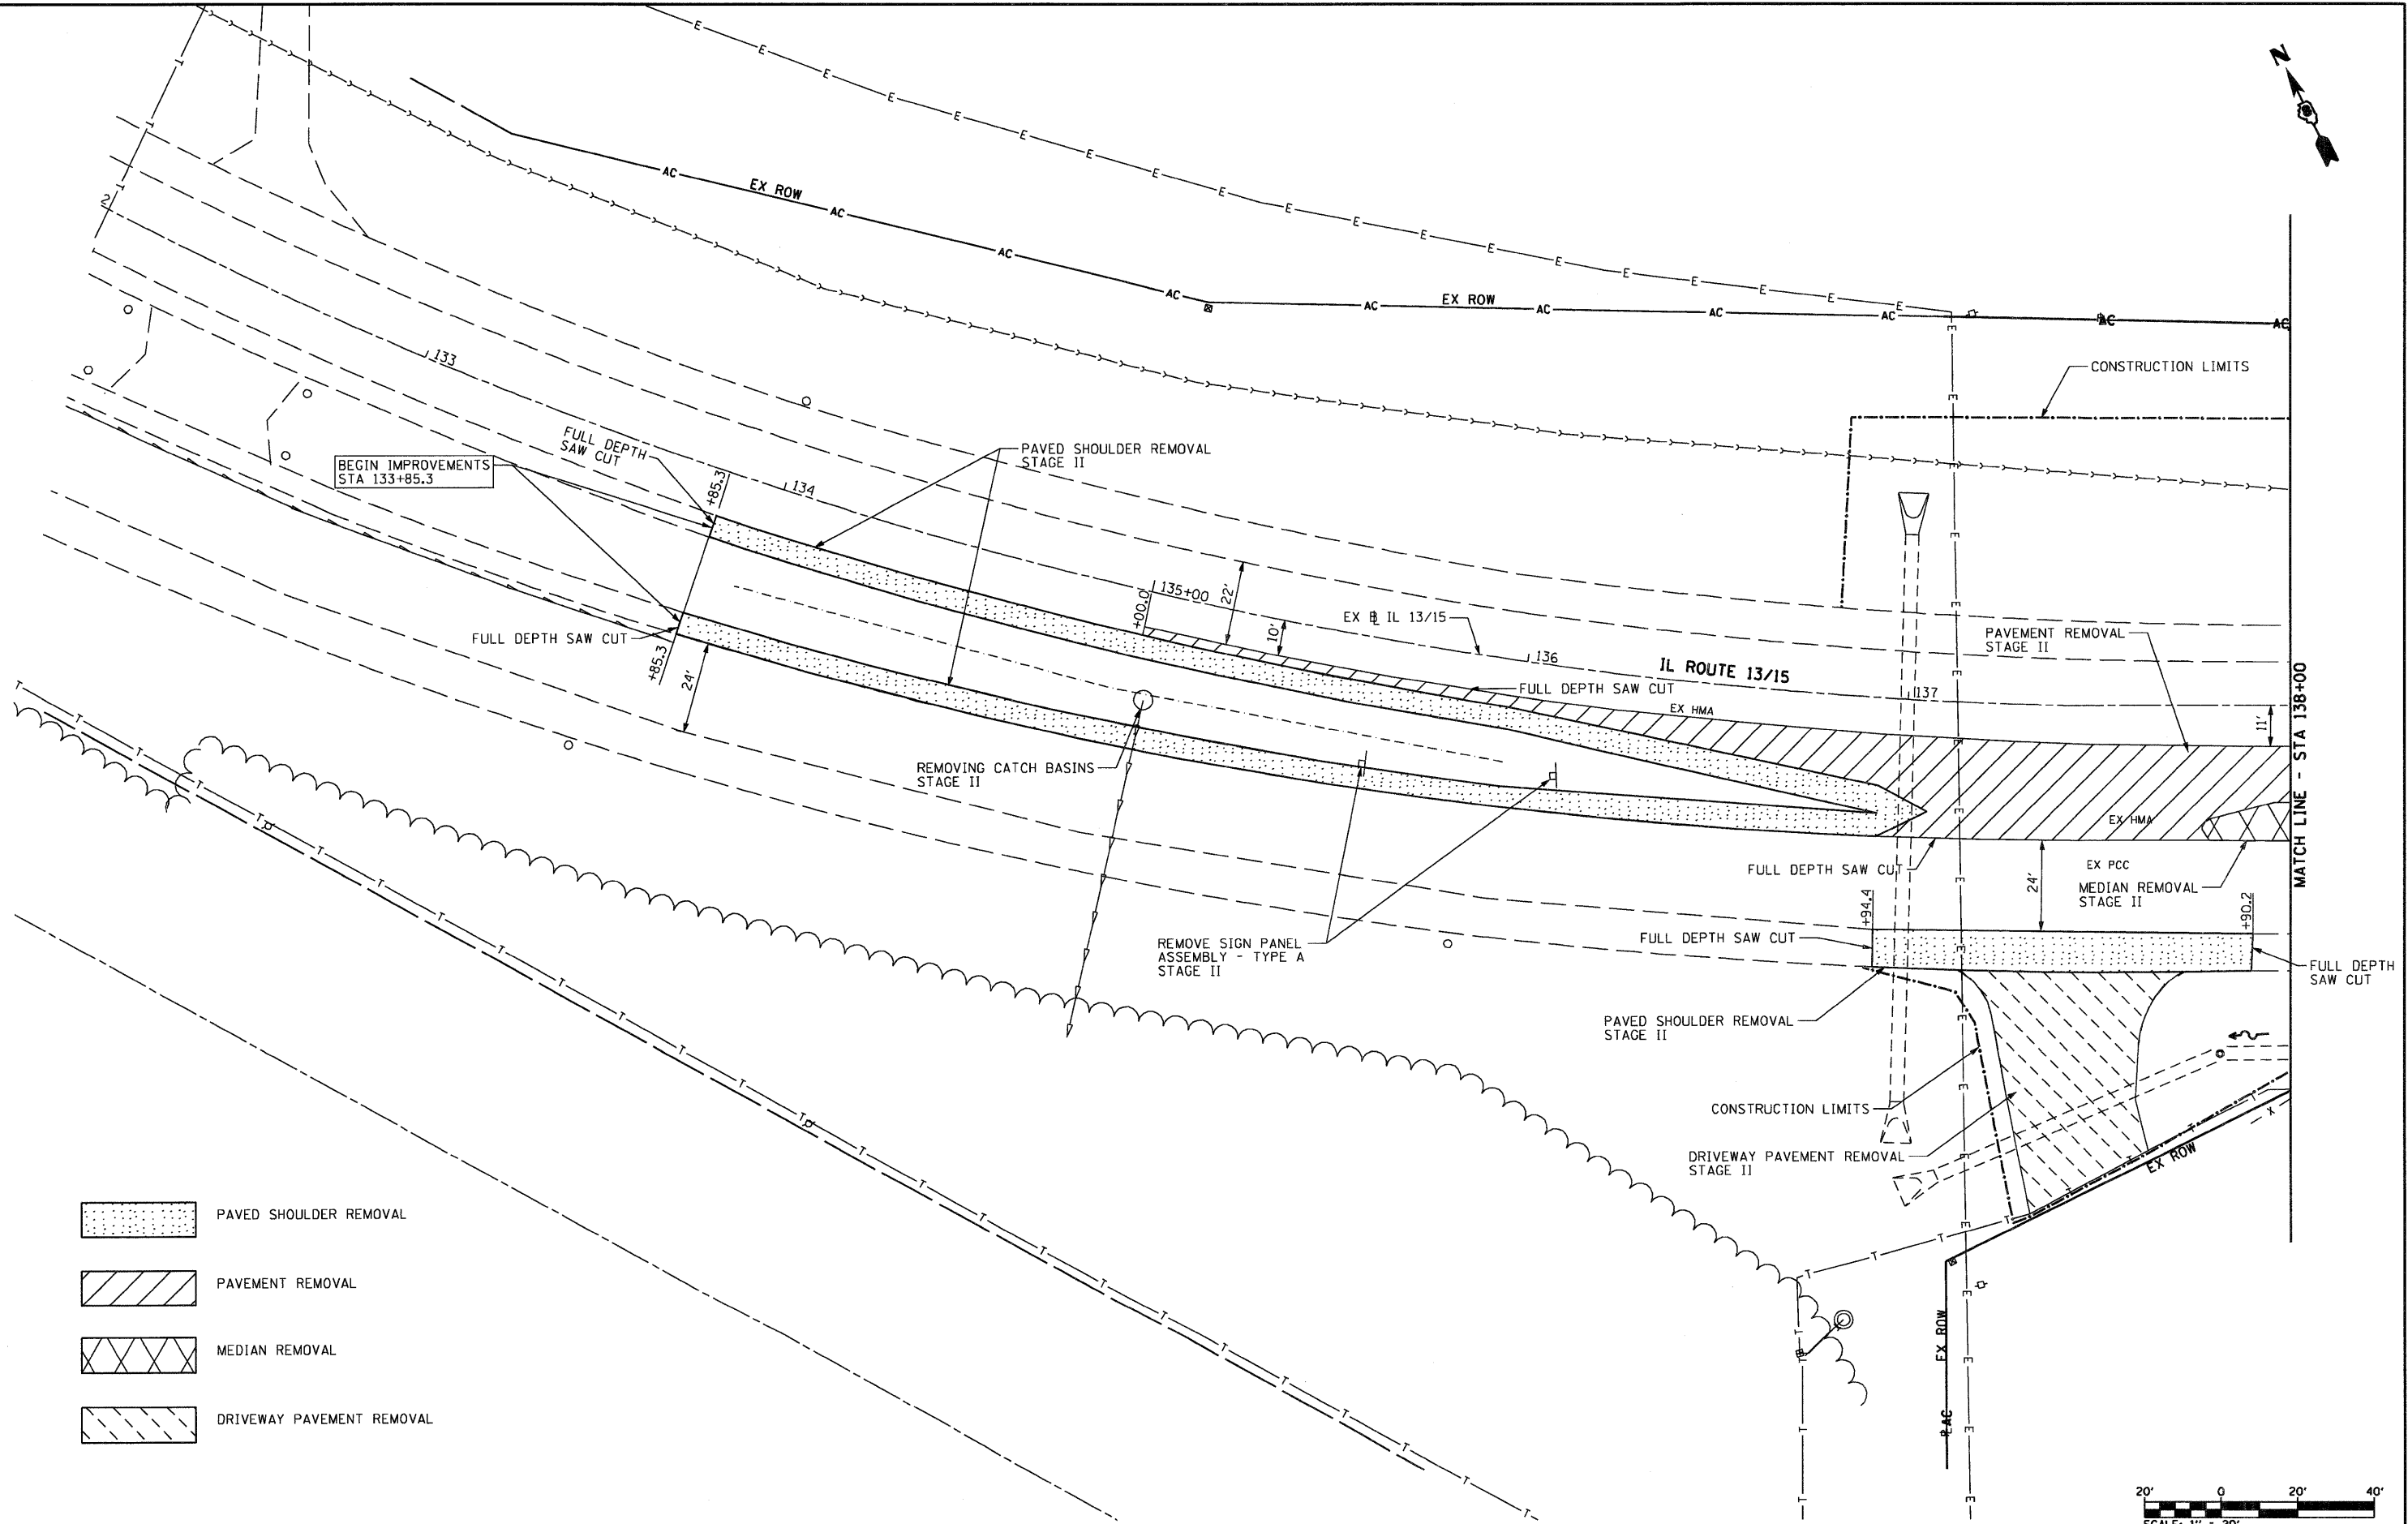 N
EX ROW
EX ROW
CONSTRUCTION LIMITS
2
133
FULL DEPTH
SAW CUT
BEGIN IMPROVEMENTS
STA 133+85.3
+85.3
134
PAVED SHOULDER REMOVAL
STAGE II
+00.0
135+00
22'
10'
EX ℄ IL 13/15
136
IL ROUTE 13/15
137
PAVEMENT REMOVAL
STAGE II
FULL DEPTH SAW CUT
+85.3
24'
FULL DEPTH SAW CUT
EX HMA
11'
MATCH LINE - STA 138+00
REMOVING CATCH BASINS
STAGE II
EX HMA
FULL DEPTH SAW CUT
24'
EX PCC
MEDIAN REMOVAL
STAGE II
+94.4
+90.2
REMOVE SIGN PANEL
ASSEMBLY - TYPE A
STAGE II
FULL DEPTH SAW CUT
FULL DEPTH
SAW CUT
PAVED SHOULDER REMOVAL
STAGE II
CONSTRUCTION LIMITS
DRIVEWAY PAVEMENT REMOVAL
STAGE II
EX ROW
EX ROW
PAVED SHOULDER REMOVAL
PAVEMENT REMOVAL
MEDIAN REMOVAL
DRIVEWAY PAVEMENT REMOVAL
20' 0 20' 40'
SCALE: 1" = 20'